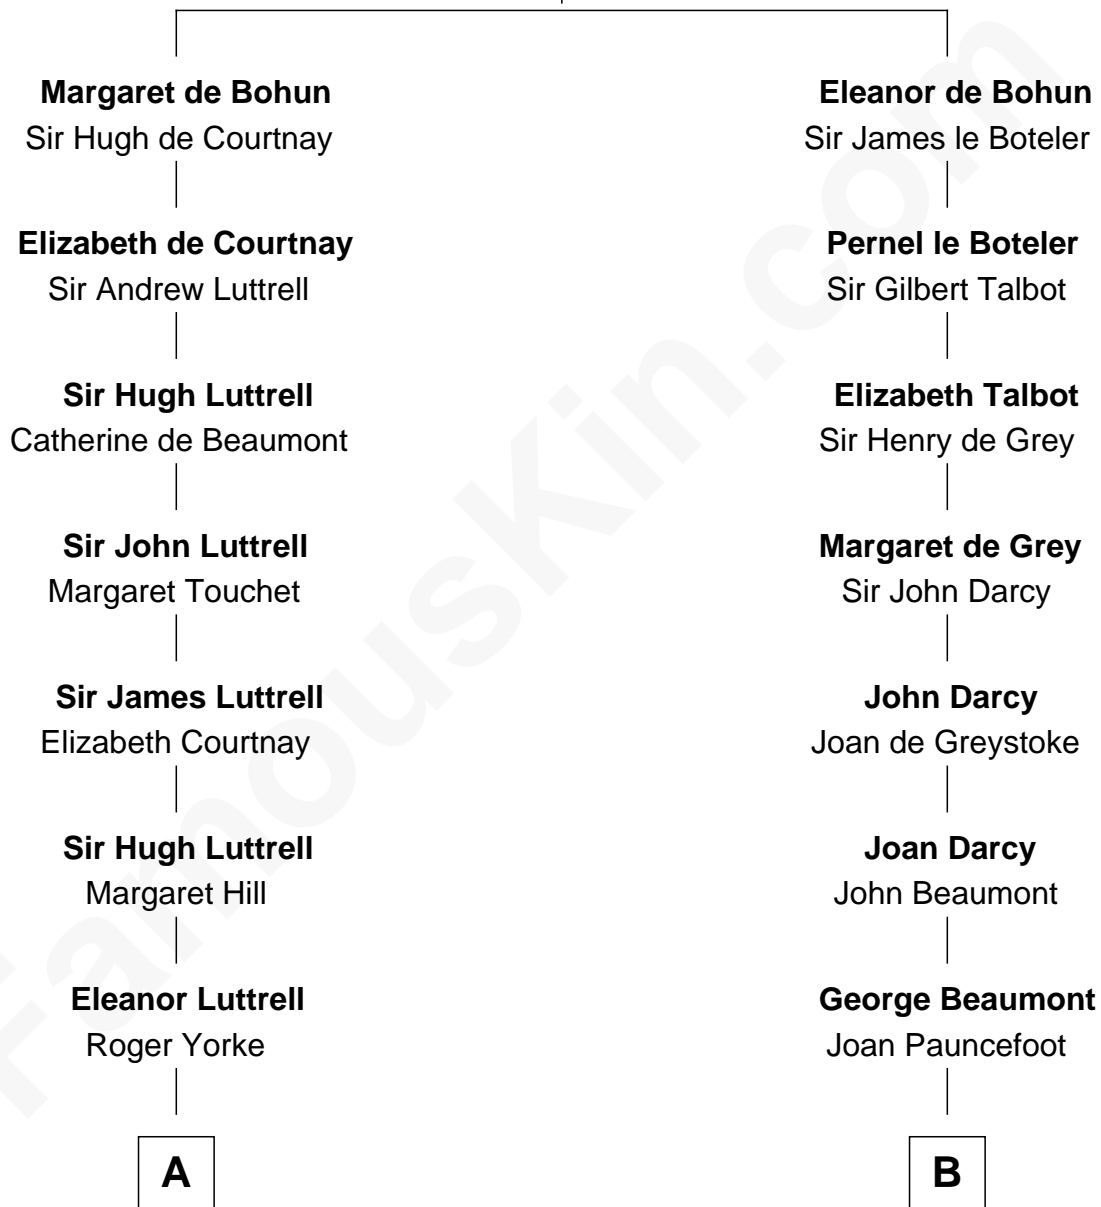 Margaret de Bohun
Sir Hugh de Courtnay
Elizabeth de Courtnay
Sir Andrew Luttrell
Sir Hugh Luttrell
Catherine de Beaumont
Sir John Luttrell
Margaret Touchet
Sir James Luttrell
Elizabeth Courtnay
Sir Hugh Luttrell
Margaret Hill
Eleanor Luttrell
Roger Yorke
A
Eleanor de Bohun
Sir James le Boteler
Pernel le Boteler
Sir Gilbert Talbot
Elizabeth Talbot
Sir Henry de Grey
Margaret de Grey
Sir John Darcy
John Darcy
Joan de Greystoke
Joan Darcy
John Beaumont
George Beaumont
Joan Pauncefoot
B
FamousKin.com